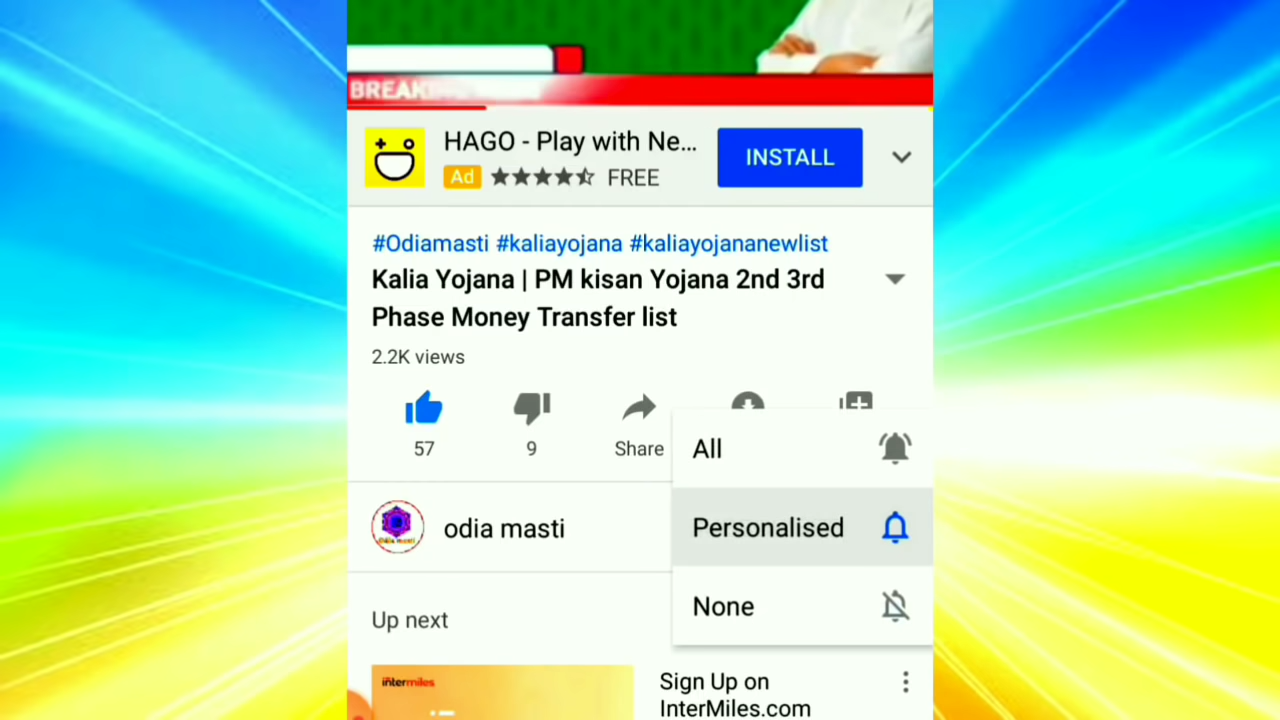 BREAK
HAGO - Play with Ne...
INSTALL
Ad
FREE
#Odiamasti #kaliayojana #kaliayojananewlist
Kalia Yojana | PM kisan Yojana 2nd 3rd
Phase Money Transfer list
2.2K views
57
9
Share
All
odia masti
Personalised
None
Up next
intermiles
Sign Up on
InterMiles.com